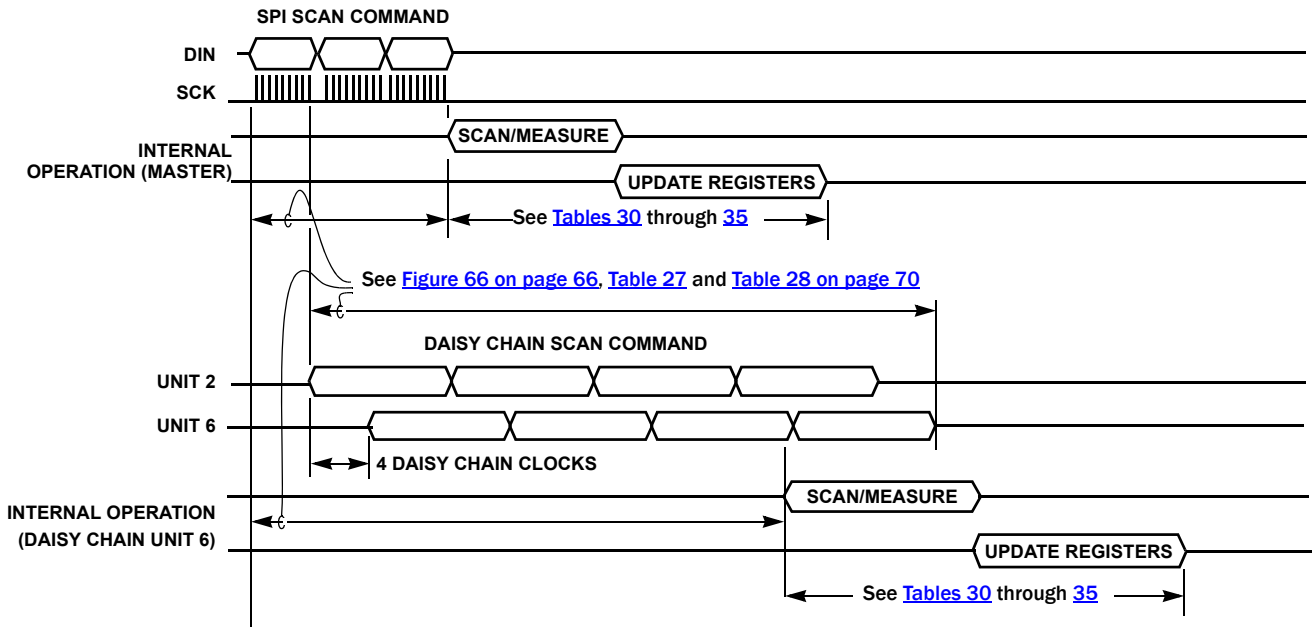 SPI SCAN COMMAND
DIN
SCK
SCAN/MEASURE
INTERNAL
OPERATION (MASTER)
UPDATE REGISTERS
See Tables 30 through 35
See Figure 66 on page 66, Table 27 and Table 28 on page 70
DAISY CHAIN SCAN COMMAND
UNIT 2
UNIT 6
4 DAISY CHAIN CLOCKS
SCAN/MEASURE
INTERNAL OPERATION
(DAISY CHAIN UNIT 6)
UPDATE REGISTERS
See Tables 30 through 35